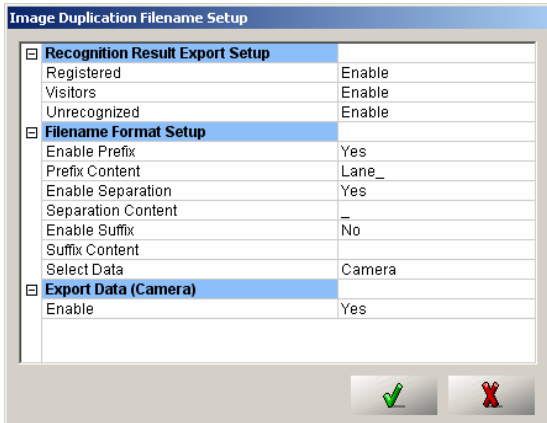 Image Duplication Filename Setup
Recognition Result Export Setup
Registered Enable
Visitors Enable
Unrecognized Enable
Filename Format Setup
Enable Prefix Yes
Prefix Content Lane_
Enable Separation Yes
Separation Content _
Enable Suffix No
Suffix Content
Select Data Camera
Export Data (Camera)
Enable Yes